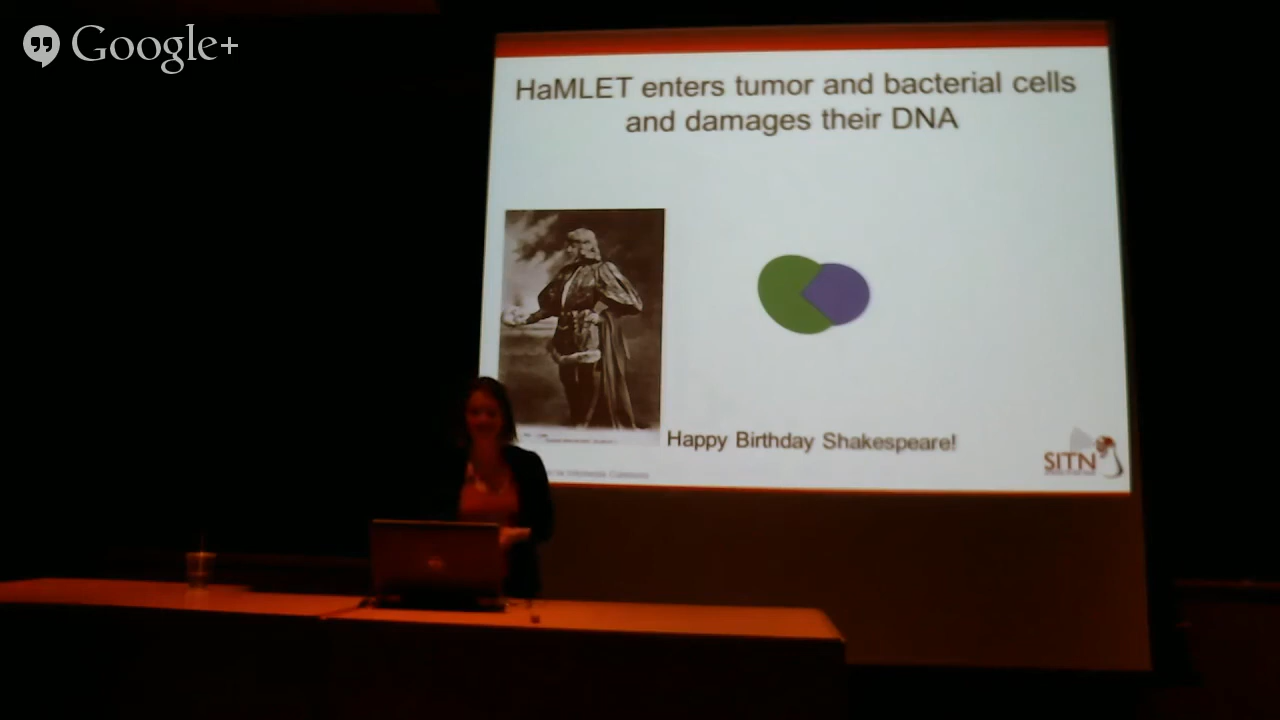 Google+
HaMLET enters tumor and bacterial cells
and damages their DNA
Happy Birthday Shakespeare!
SITN